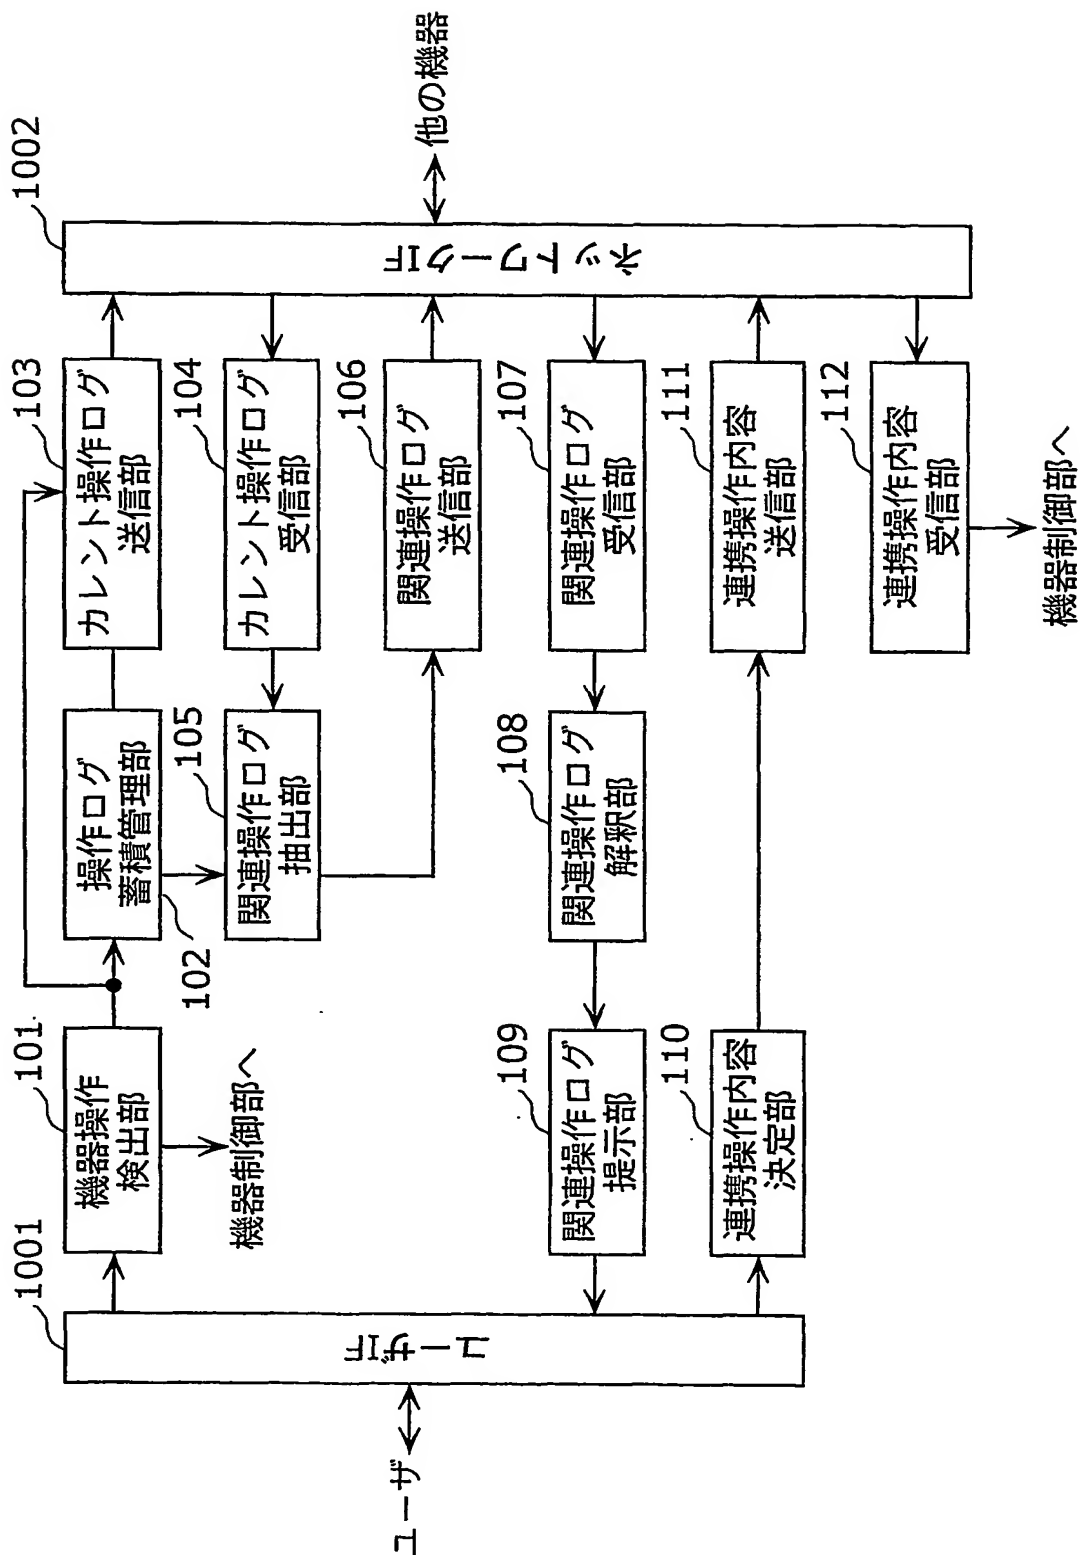 ユーザ
1001
ユーザIF
101
機器操作
検出部
機器制御部へ
102
操作ログ
蓄積管理部
103
カレント操作ログ
送信部
104
カレント操作ログ
受信部
105
関連操作ログ
抽出部
106
関連操作ログ
送信部
107
関連操作ログ
受信部
108
関連操作ログ
解釈部
109
関連操作ログ
提示部
110
連携操作内容
決定部
111
連携操作内容
送信部
112
連携操作内容
受信部
機器制御部へ
1002
ネットワークIF
他の機器